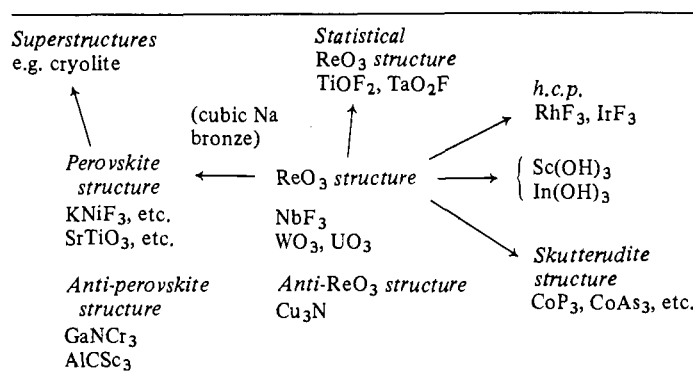 Superstructures
e.g. cryolite
Statistical
ReO₃ structure
TiOF₂, TaO₂F
h.c.p.
RhF₃, IrF₃
(cubic Na
bronze)
Sc(OH)₃
In(OH)₃
Perovskite
structure
KNiF₃, etc.
SrTiO₃, etc.
ReO₃ structure
NbF₃
WO₃, UO₃
Skutterudite
structure
CoP₃, CoAs₃, etc.
Anti-perovskite
structure
GaNCr₃
AlCSc₃
Anti-ReO₃ structure
Cu₃N